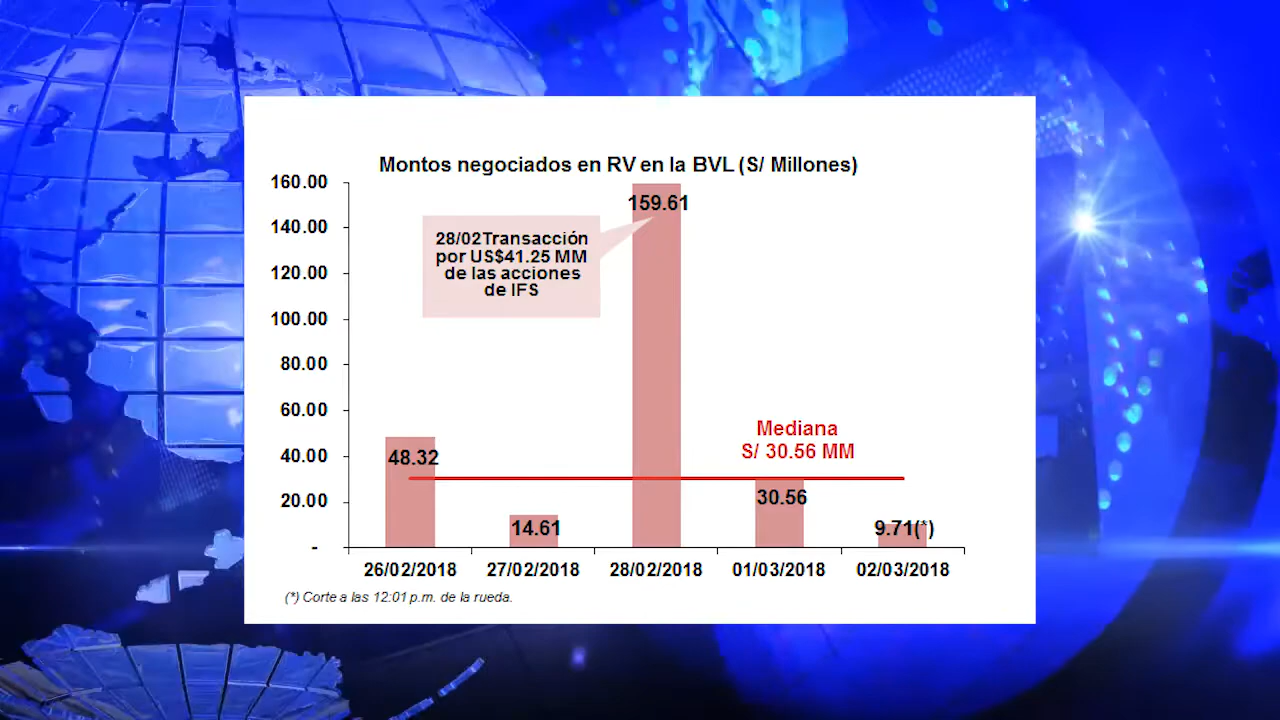 Montos negociados en RV en la BVL (S/ Millones)
160.00
140.00
120.00
100.00
80.00
60.00
40.00
20.00
-
159.61
28/02Transacción
por US$41.25 MM
de las acciones
de IFS
Mediana
S/ 30.56 MM
48.32
14.61
30.56
9.71(*)
26/02/2018 27/02/2018 28/02/2018 01/03/2018 02/03/2018
(*) Corte a las 12:01 p.m. de la rueda.